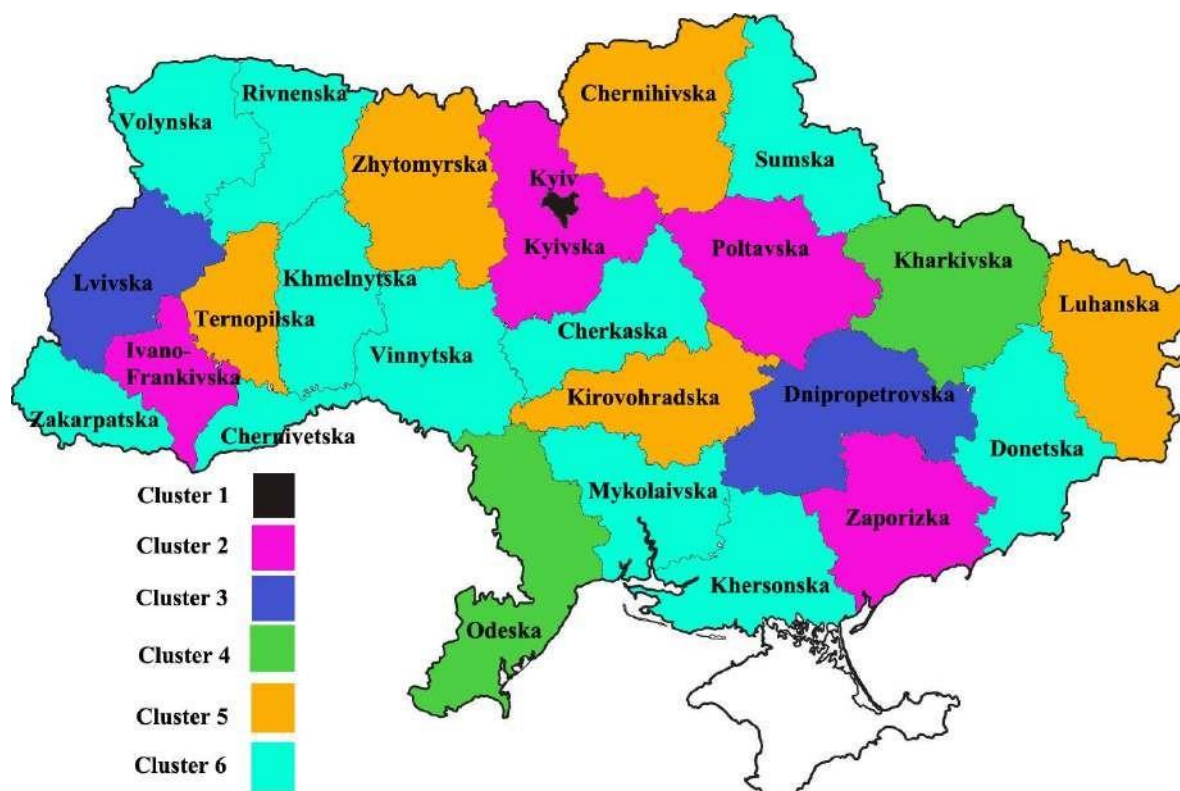 Chernihivska
Rivnenska
Volynska
Sumska
Zhytomyrska
Kyiv
Kyivska
Poltavska
Kharkivska
Lvivska
Khmelnytska
Luhanska
Ternopilska
Cherkaska
Ivano-
Frankivska
Vinnytska
Kirovohradska
Dnipropetrovska
Zakarpatska
Chernivetska
Donetska
Mykolaivska
Zaporizka
Khersonska
Odeska
Cluster 1
Cluster 2
Cluster 3
Cluster 4
Cluster 5
Cluster 6